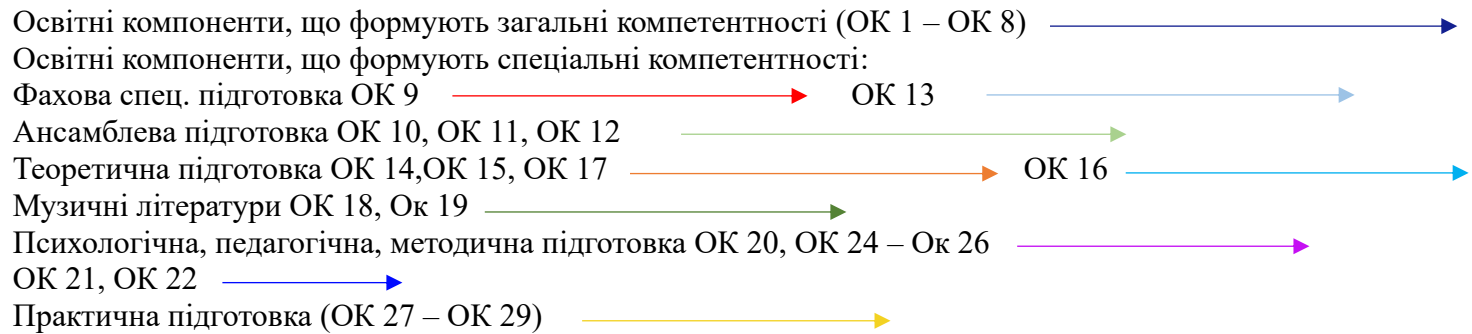 Освітні компоненти, що формують загальні компетентності (ОК 1 – ОК 8)
Освітні компоненти, що формують спеціальні компетентності:
Фахова спец. підготовка ОК 9 ОК 13
Ансамблева підготовка ОК 10, ОК 11, ОК 12
Теоретична підготовка ОК 14,ОК 15, ОК 17 ОК 16
Музичні літератури ОК 18, Ок 19
Психологічна, педагогічна, методична підготовка ОК 20, ОК 24 – Ок 26
ОК 21, ОК 22
Практична підготовка (ОК 27 – ОК 29)